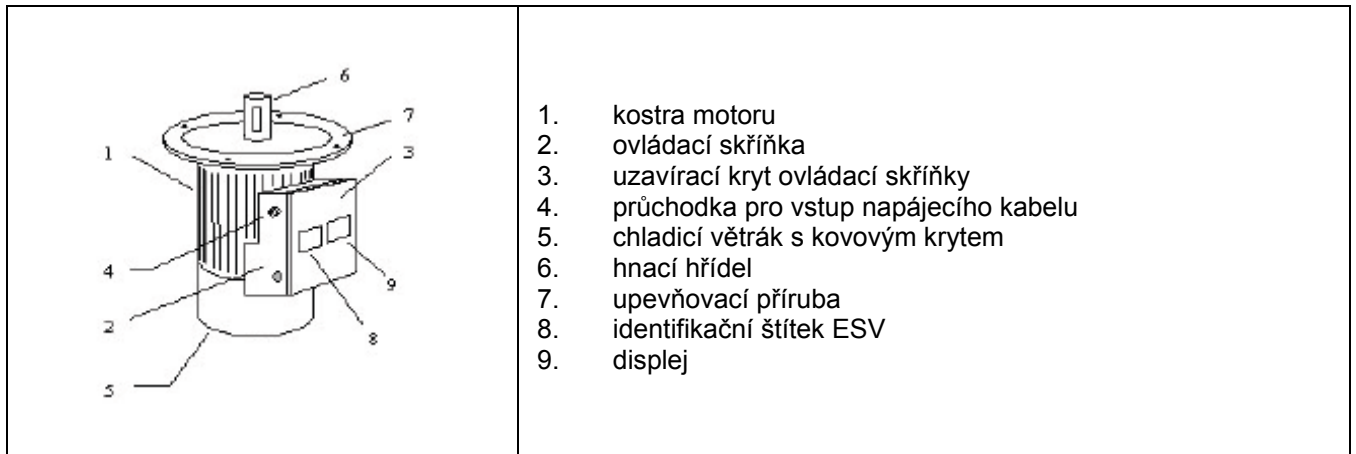 6
7
1
3
4
9
2
8
5
1. kostra motoru
2. ovládací skříňka
3. uzavírací kryt ovládací skříňky
4. průchodka pro vstup napájecího kabelu
5. chladicí větrák s kovovým krytem
6. hnací hřídel
7. upevňovací příruba
8. identifikační štítek ESV
9. displej